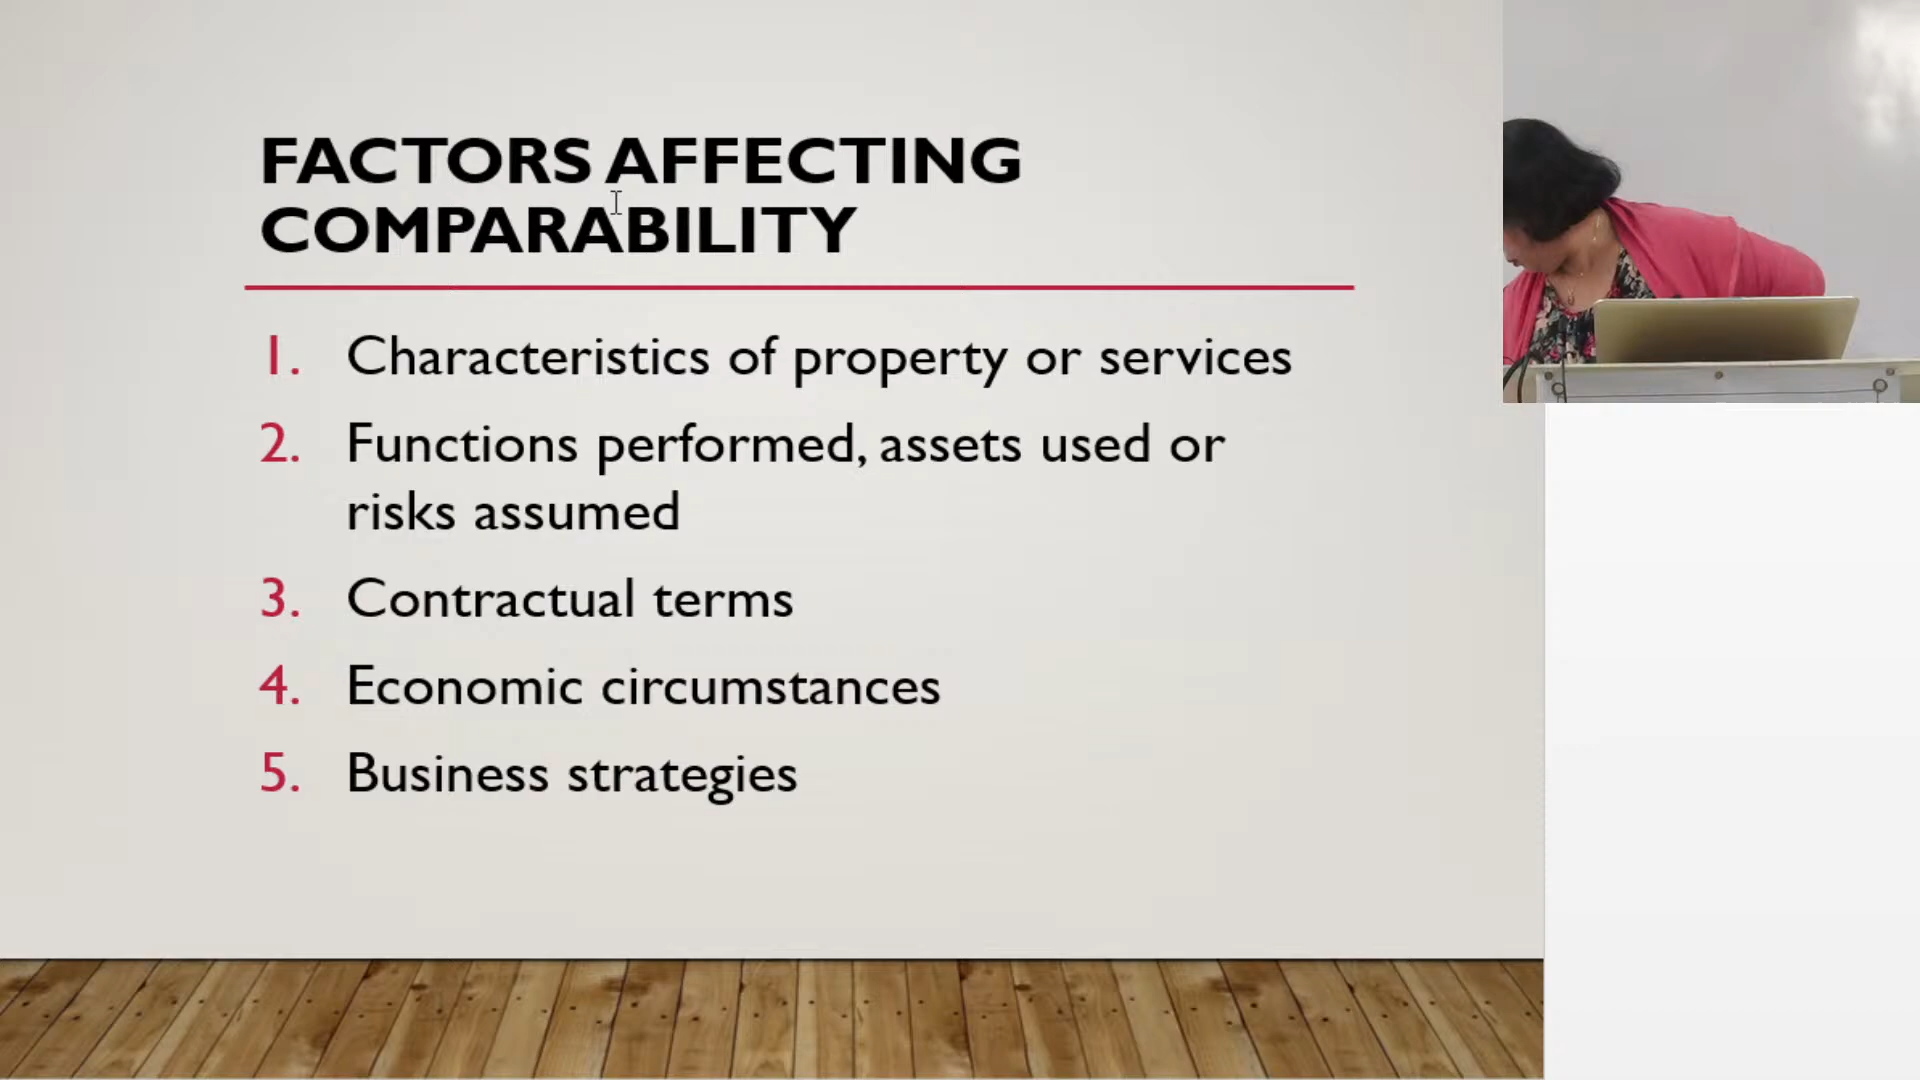 FACTORS AFFECTING
COMPARABILITY
1. Characteristics of property or services
2. Functions performed, assets used or
risks assumed
3. Contractual terms
4. Economic circumstances
5. Business strategies